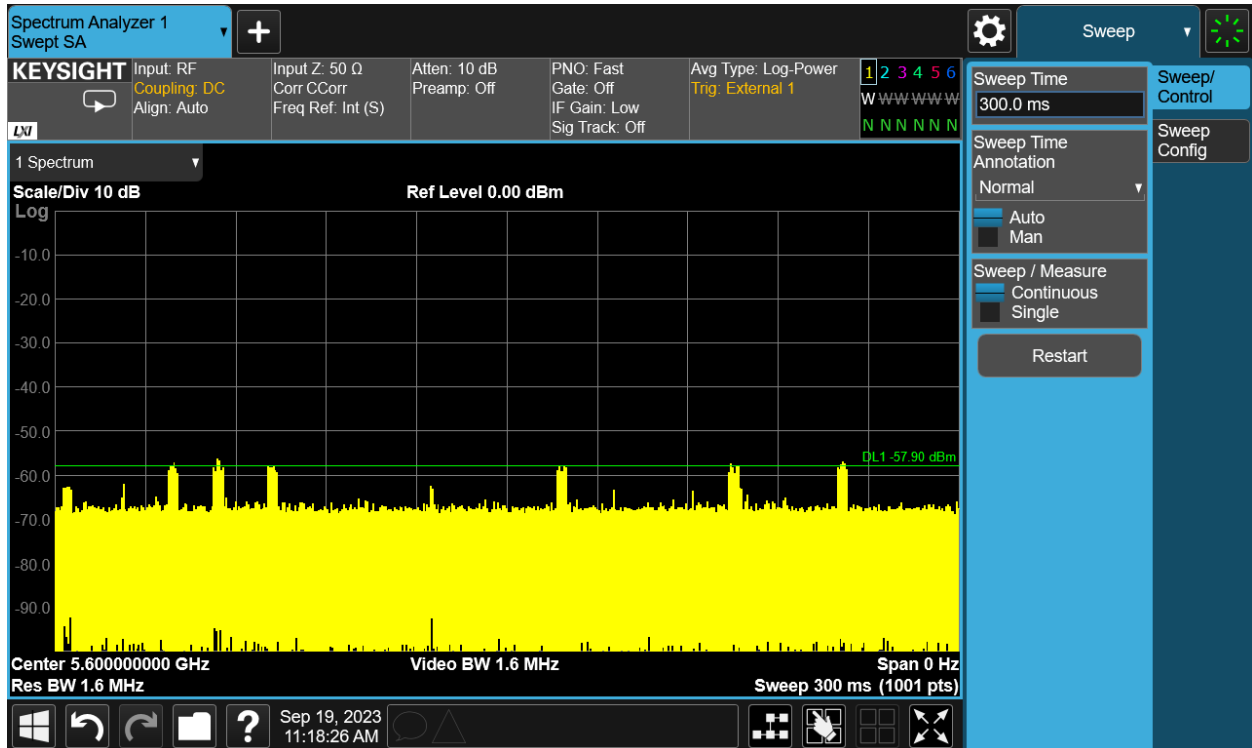 Spectrum Analyzer 1
Swept SA
+
Sweep
KEYSIGHT
LXI
Input: RF
Coupling: DC
Align: Auto
Input Z: 50 Ω
Corr CCorr
Freq Ref: Int (S)
Atten: 10 dB
Preamp: Off
PNO: Fast
Gate: Off
IF Gain: Low
Sig Track: Off
Avg Type: Log-Power
Trig: External 1
1 2 3 4 5 6
W W W W W W
N N N N N N
Sweep Time
300.0 ms
Sweep Time
Annotation
Normal
Auto
Man
Sweep / Measure
Continuous
Single
Restart
Sweep/
Control
Sweep
Config
1 Spectrum
Scale/Div 10 dB
Ref Level 0.00 dBm
Log
-10.0
-20.0
-30.0
-40.0
-50.0
DL1 -57.90 dBm
-60.0
-70.0
-80.0
-90.0
Center 5.600000000 GHz
Video BW 1.6 MHz
Span 0 Hz
Res BW 1.6 MHz
Sweep 300 ms (1001 pts)
?
Sep 19, 2023
11:18:26 AM